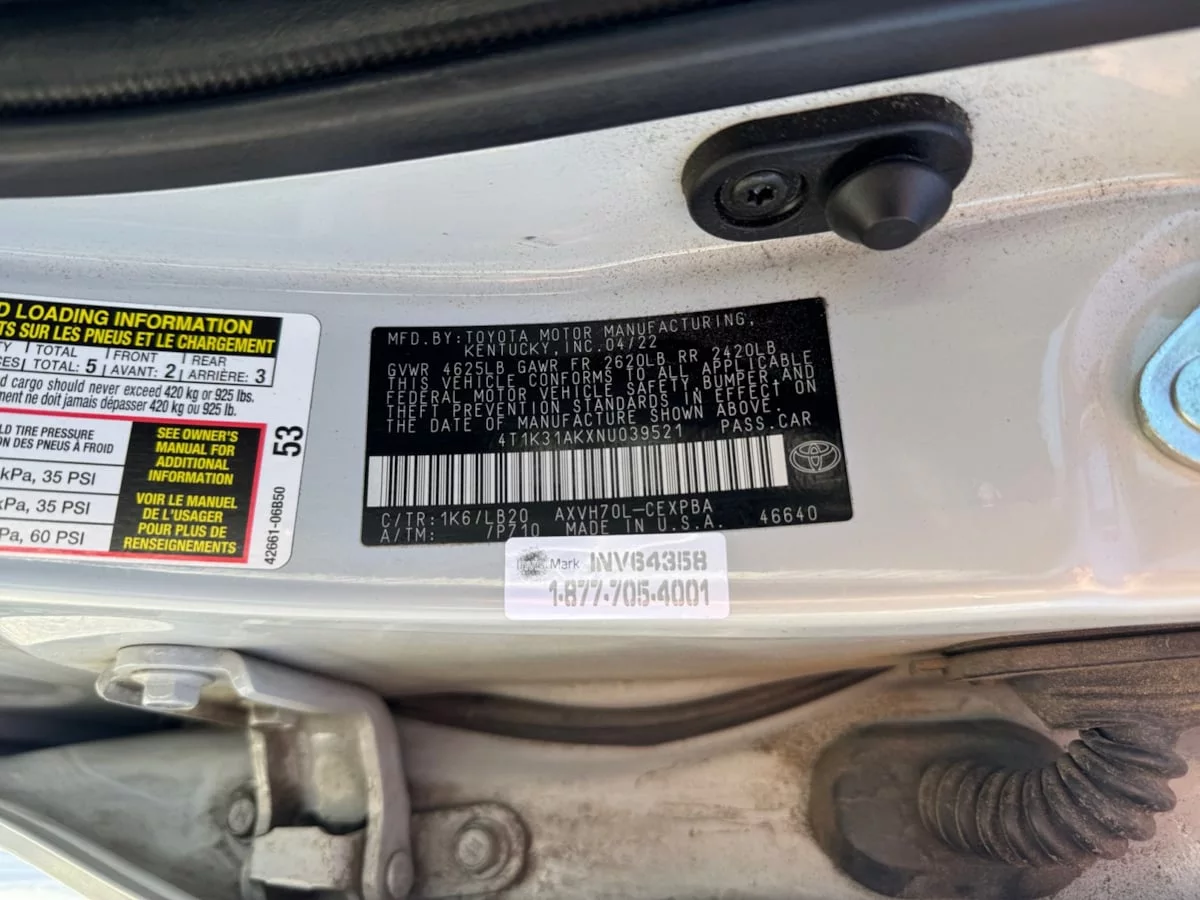 D LOADING INFORMATION
TS SUR LES PNEUS ET LE CHARGEMENT
TOTAL FRONT REAR
TOTAL: 5 AVANT: 2 ARRIÈRE: 3
d cargo should never exceed 420 kg or 925 lbs.
ment ne doit jamais dépasser 420 kg ou 925 lb.
LD TIRE PRESSURE
ON DES PNEUS À FROID
kPa, 35 PSI
kPa, 35 PSI
Pa, 60 PSI
SEE OWNER'S
MANUAL FOR
ADDITIONAL
INFORMATION
VOIR LE MANUEL
DE L'USAGER
POUR PLUS DE
RENSEIGNEMENTS
53
42661-06B50
MFD.BY: TOYOTA MOTOR MANUFACTURING,
KENTUCKY, INC. 04/22
GVWR 4625LB GAWR FR 2620LB RR 2420LB
THIS VEHICLE CONFORMS TO ALL APPLICABLE
FEDERAL MOTOR VEHICLE SAFETY, BUMPER AND
THEFT PREVENTION STANDARDS IN EFFECT ON
THE DATE OF MANUFACTURE SHOWN ABOVE.
4T1K31AKXNU039521 PASS.CAR
C/TR: 1K6/LB20 AXVH70L-CEXPBA
A/TM: /P710 MADE IN U.S.A. 46640
Mark INV64358
1-877-705-4001